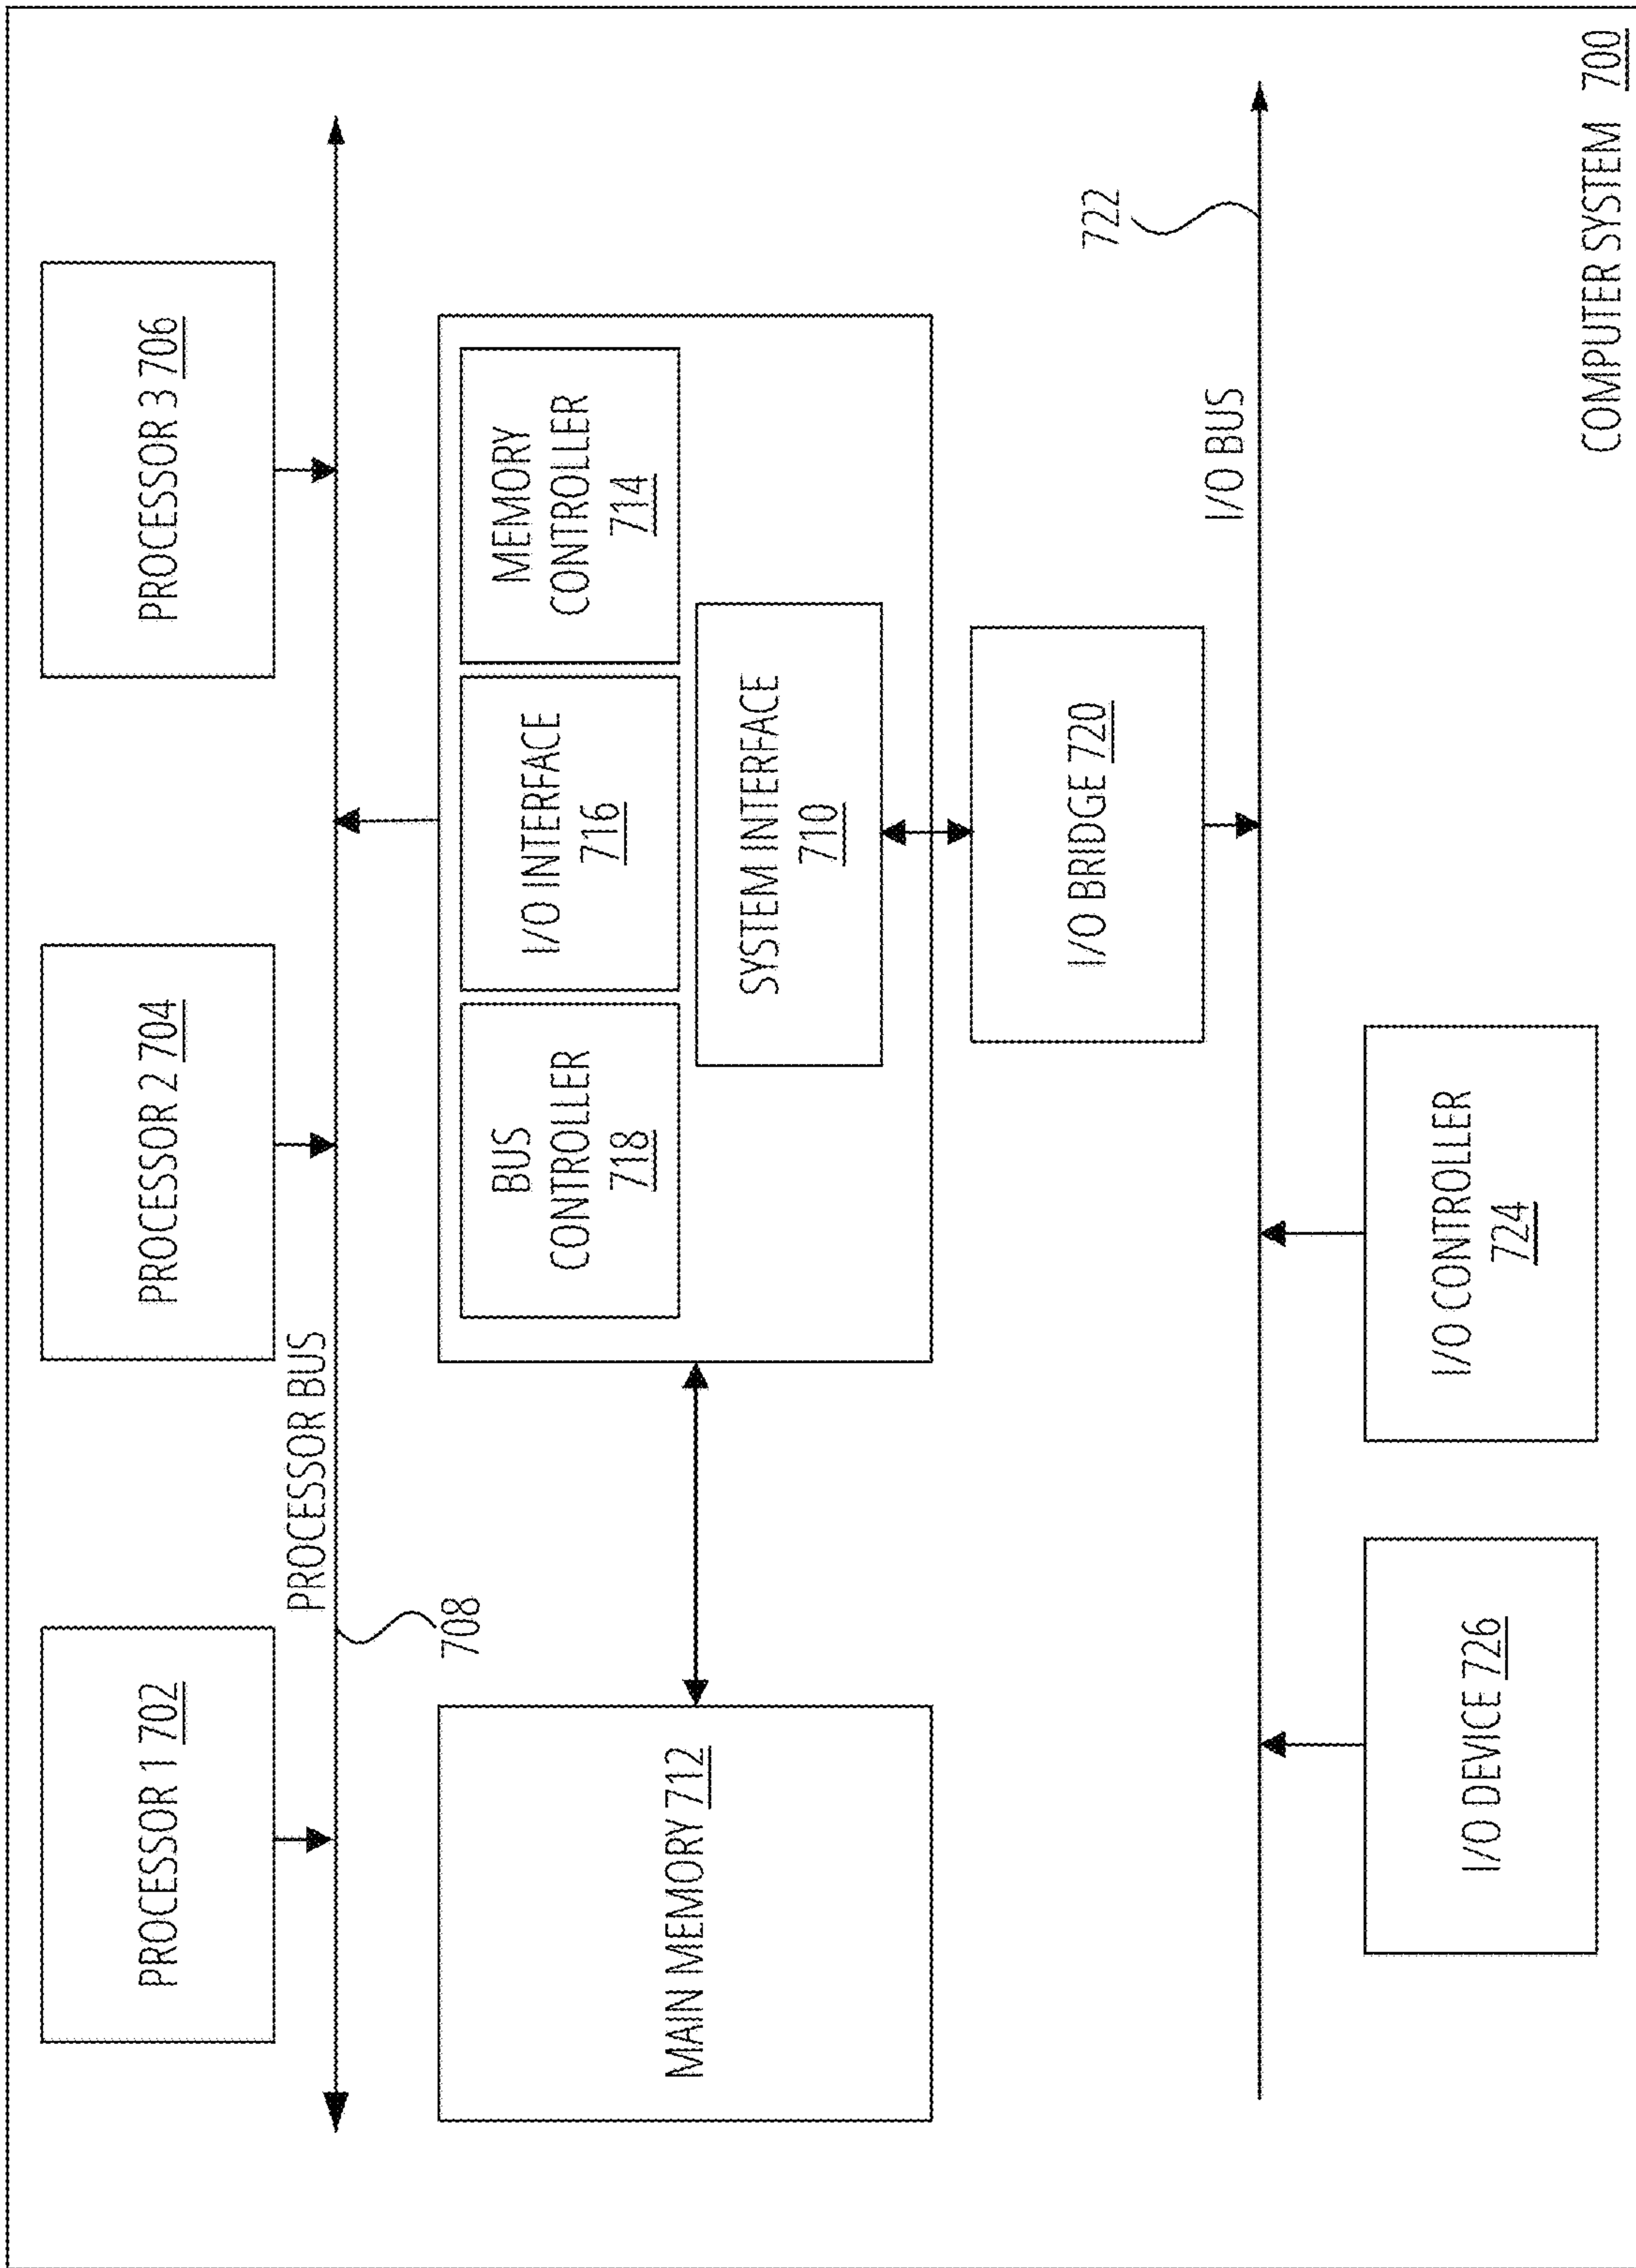 PROCESSOR 1 702
PROCESSOR 2 704
PROCESSOR 3 706
PROCESSOR BUS
708
MAIN MEMORY 712
BUS
CONTROLLER
718
I/O INTERFACE
716
MEMORY
CONTROLLER
714
SYSTEM INTERFACE
710
I/O BRIDGE 720
722
I/O BUS
I/O DEVICE 726
I/O CONTROLLER
724
COMPUTER SYSTEM 700